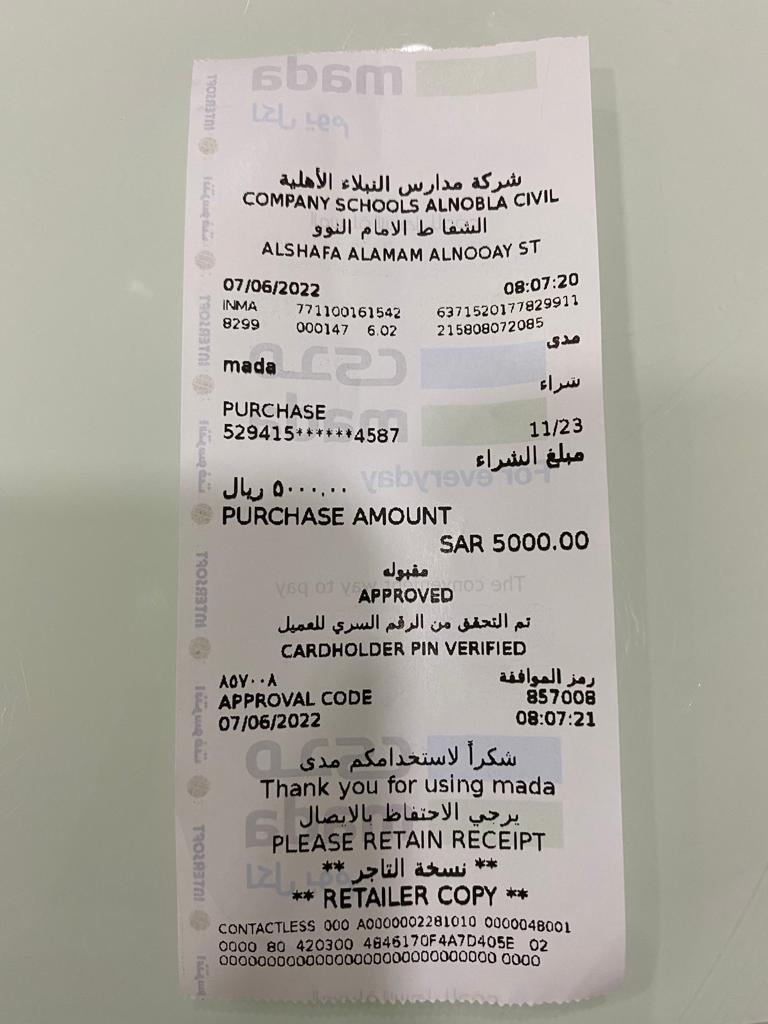 شركة مدارس النبلاء الأهلية
COMPANY SCHOOLS ALNOBLA CIVIL
الشفا ط الامام النوو
ALSHAFA ALAMAM ALNOOAY ST
07/06/2022 08:07:20
INMA 771100161542 6371520177829911
8299 000147 6.02 215808072085
مدى
mada
شراء
PURCHASE
529415******4587 11/23
مبلغ الشراء
٥٠٠٠.٠٠ ريال
PURCHASE AMOUNT
SAR 5000.00
مقبوله
APPROVED
تم التحقق من الرقم السري للعميل
CARDHOLDER PIN VERIFIED
رمز الموافقة ٨٥٧٠٠٨
APPROVAL CODE 857008
07/06/2022 08:07:21
شكراً لاستخدامكم مدى
Thank you for using mada
يرجي الاحتفاظ بالايصال
PLEASE RETAIN RECEIPT
** نسخة التاجر **
** RETAILER COPY **
CONTACTLESS 000 A0000002281010 0000048001
0000 80 420300 4846170F4A7D405E 02